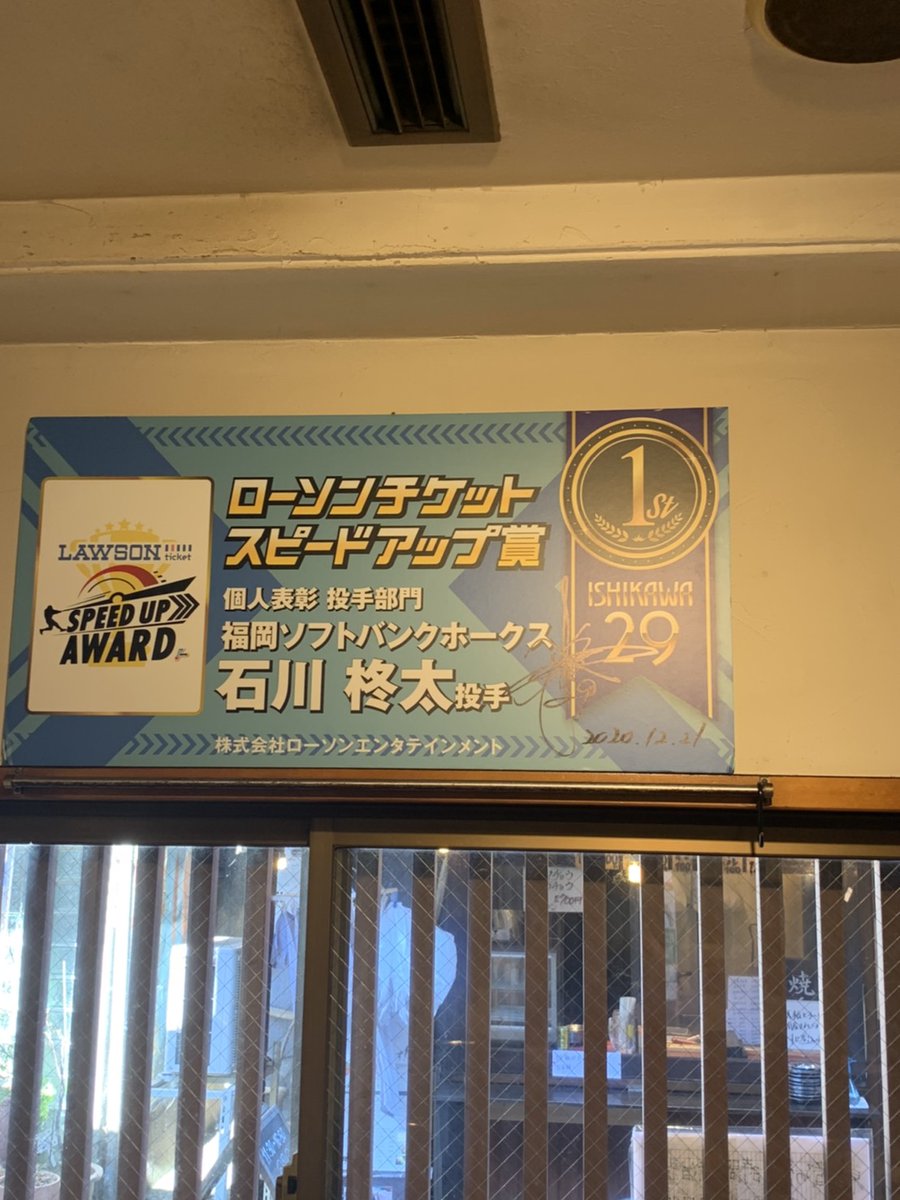 ローソンチケット
スピードアップ賞
個人表彰 投手部門
福岡ソフトバンクホークス
石川 柊太投手
株式会社ローソンエンタテインメント
LAWSON ticket
SPEED UP
AWARD
1st
ISHIKAWA
29
2020.12.21
焼